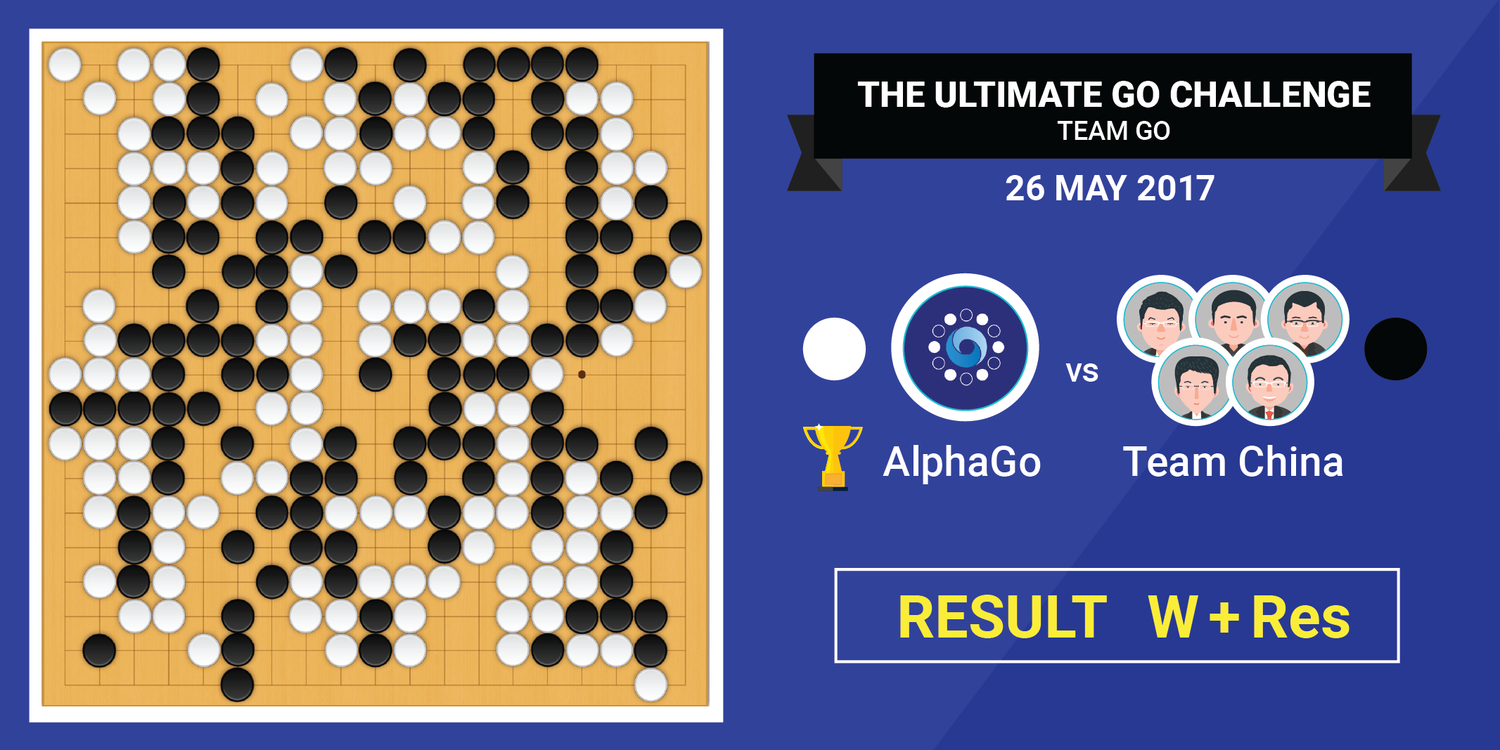 THE ULTIMATE GO CHALLENGE
TEAM GO
26 MAY 2017
VS
AlphaGo
Team China
RESULT W + Res